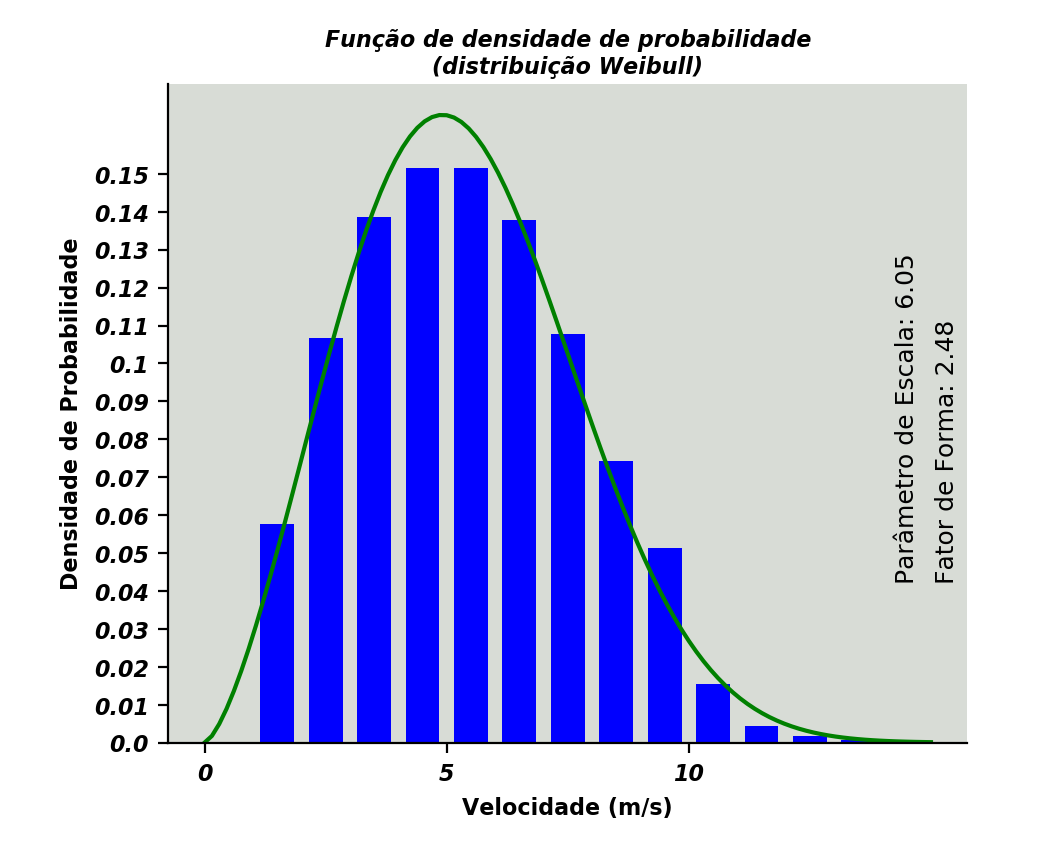 Função de densidade de probabilidade
(distribuição Weibull)
Densidade de Probabilidade
0.15
0.14
0.13
0.12
0.11
0.1
0.09
0.08
0.07
0.06
0.05
0.04
0.03
0.02
0.01
0.0
0 5 10
Velocidade (m/s)
Parâmetro de Escala: 6.05
Fator de Forma: 2.48